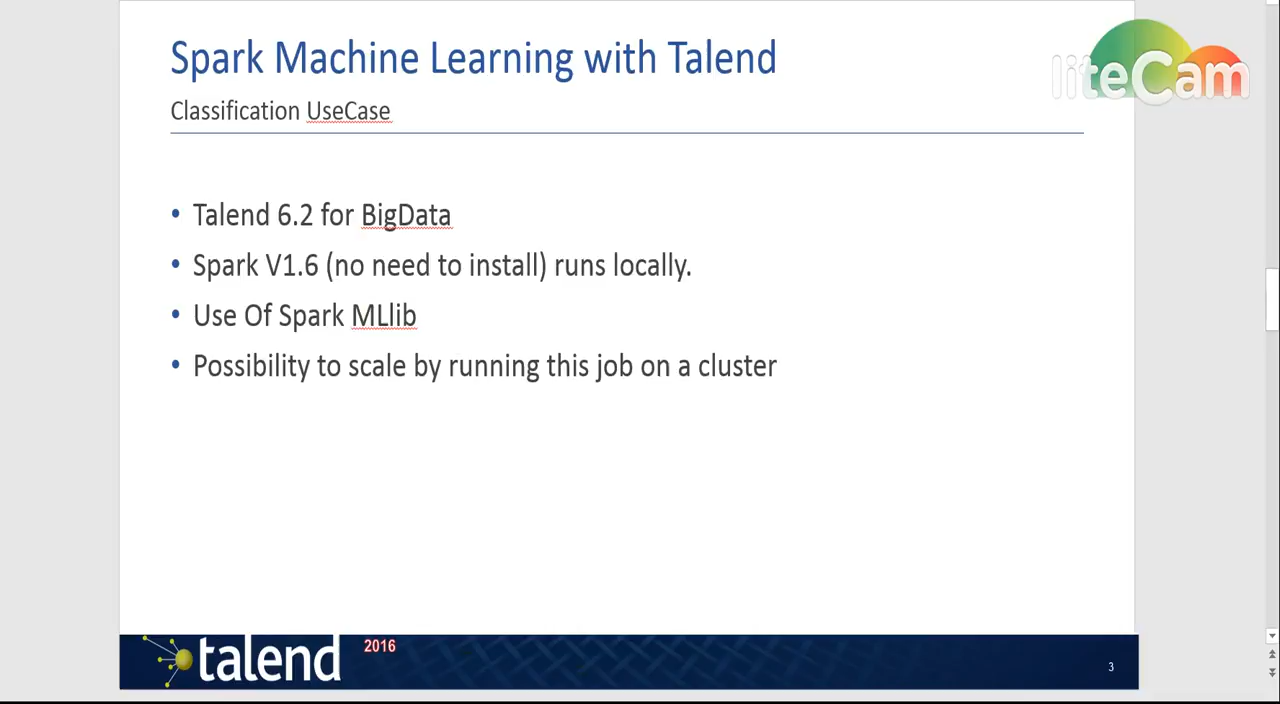 Spark Machine Learning with Talend
liteCam
Classification UseCase
• Talend 6.2 for BigData
• Spark V1.6 (no need to install) runs locally.
• Use Of Spark MLlib
• Possibility to scale by running this job on a cluster
talend
2016
3